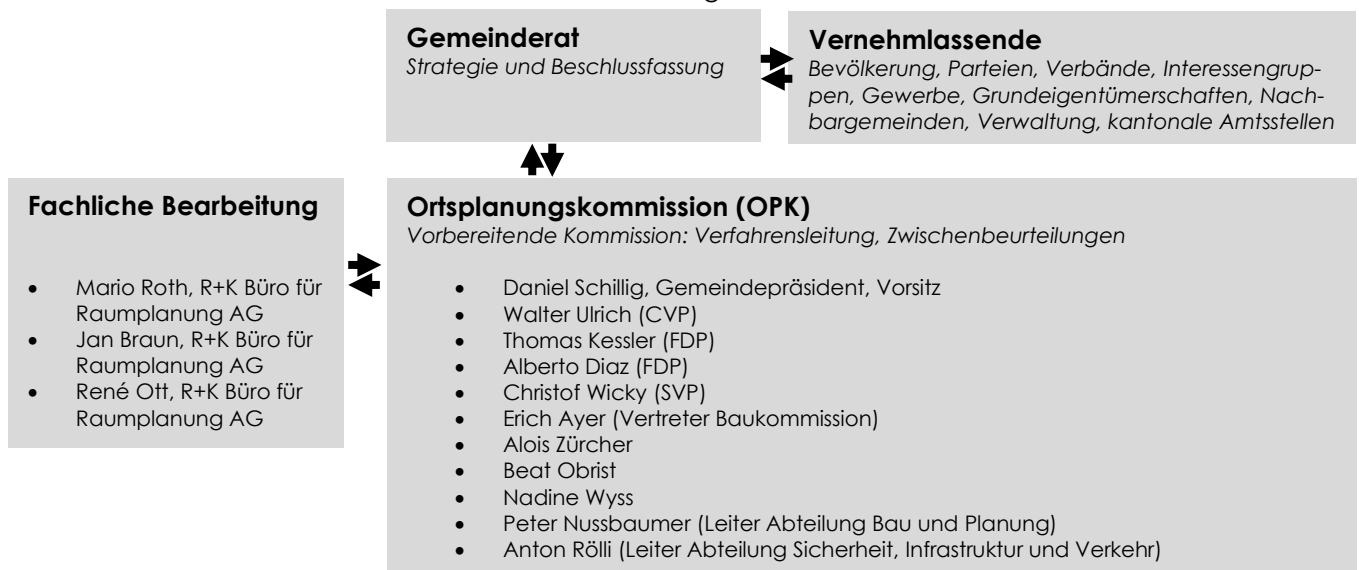 Gemeinderat
Strategie und Beschlussfassung
Vernehmlassende
Bevölkerung, Parteien, Verbände, Interessengrup-
pen, Gewerbe, Grundeigentümerschaften, Nach-
bargemeinden, Verwaltung, kantonale Amtsstellen
Fachliche Bearbeitung
• Mario Roth, R+K Büro für
Raumplanung AG
• Jan Braun, R+K Büro für
Raumplanung AG
• René Ott, R+K Büro für
Raumplanung AG
Ortsplanungskommission (OPK)
Vorbereitende Kommission: Verfahrensleitung, Zwischenbeurteilungen
• Daniel Schillig, Gemeindepräsident, Vorsitz
• Walter Ulrich (CVP)
• Thomas Kessler (FDP)
• Alberto Diaz (FDP)
• Christof Wicky (SVP)
• Erich Ayer (Vertreter Baukommission)
• Alois Zürcher
• Beat Obrist
• Nadine Wyss
• Peter Nussbaumer (Leiter Abteilung Bau und Planung)
• Anton Rölli (Leiter Abteilung Sicherheit, Infrastruktur und Verkehr)